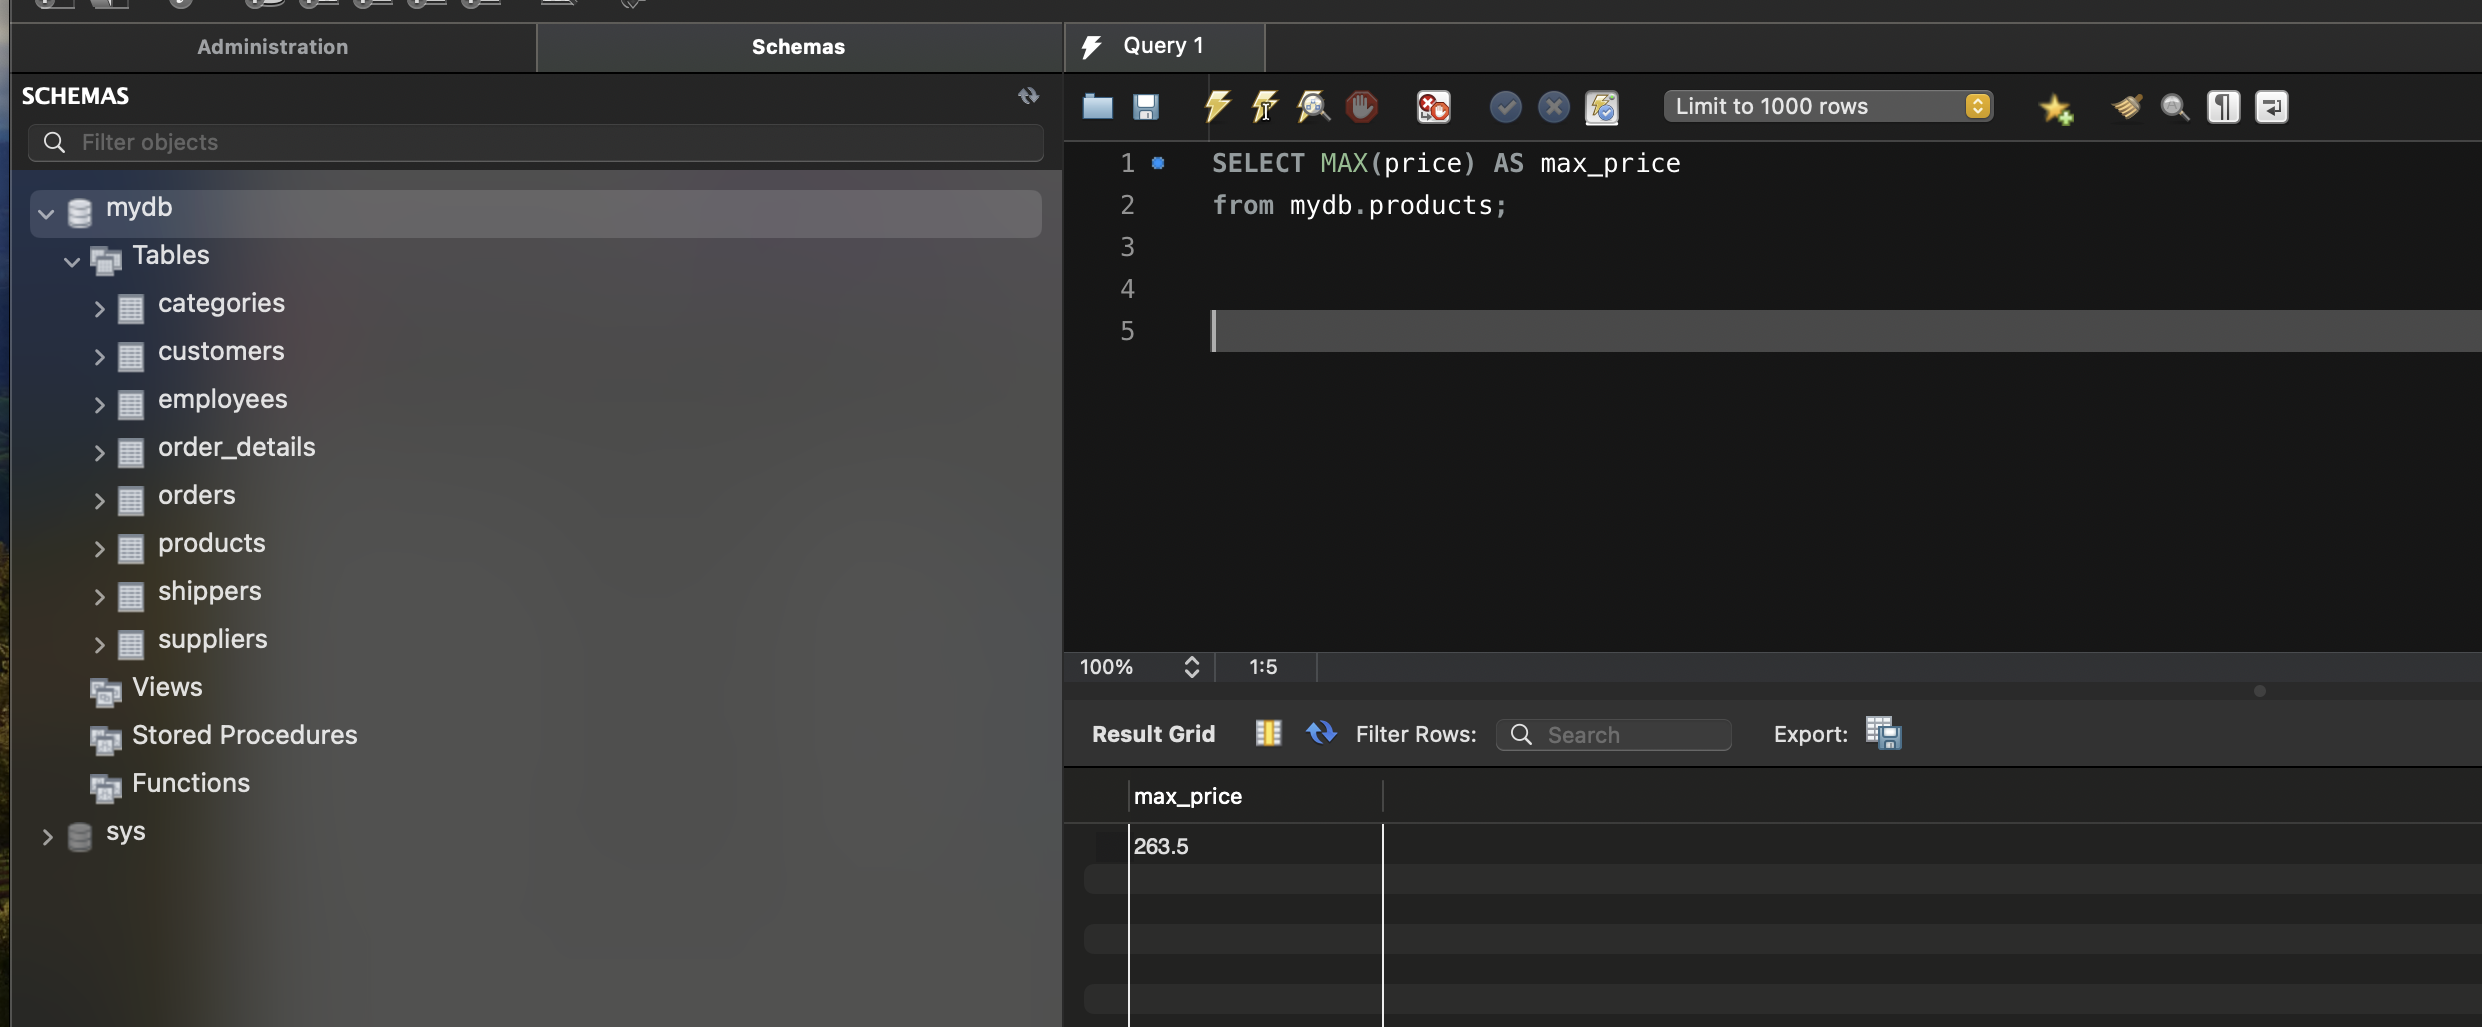 Administration
Schemas
SCHEMAS
Filter objects
mydb
Tables
categories
customers
employees
order_details
orders
products
shippers
suppliers
Views
Stored Procedures
Functions
sys
Query 1
Limit to 1000 rows
1 SELECT MAX(price) AS max_price
2 from mydb.products;
3
4
5
100% 1:5
Result Grid Filter Rows: Search Export:
max_price
263.5